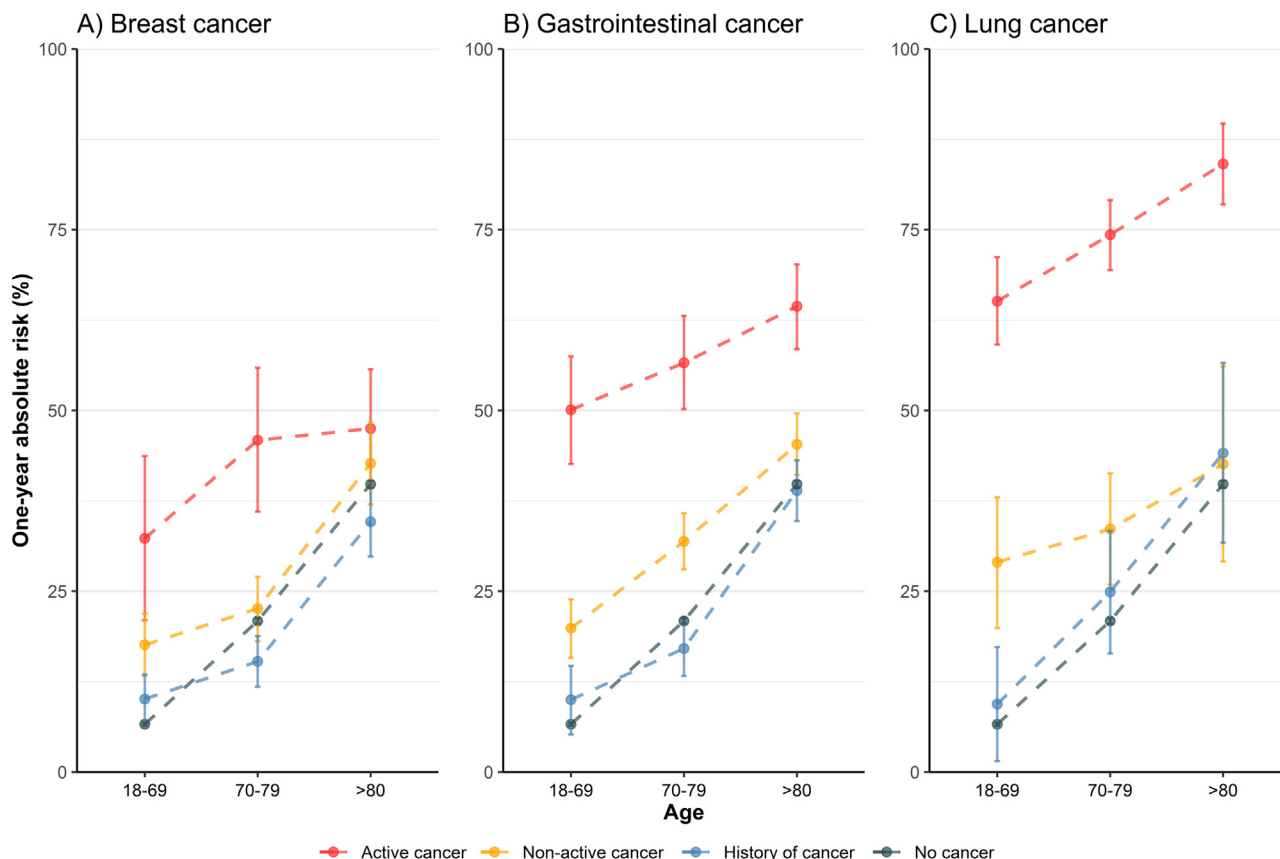 A) Breast cancer
B) Gastrointestinal cancer
C) Lung cancer
One-year absolute risk (%)
100
75
50
25
0
18-69
70-79
>80
100
75
50
25
0
18-69
70-79
>80
100
75
50
25
0
18-69
70-79
>80
Age
Active cancer
Non-active cancer
History of cancer
No cancer